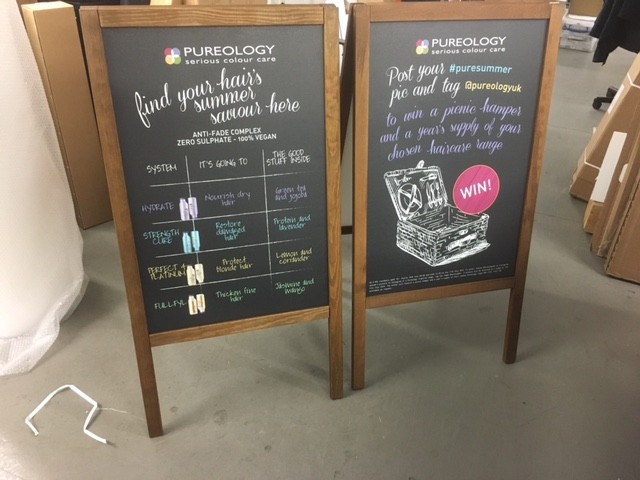 PUREOLOGY
serious colour care
find your hair's
summer
saviour here
ANTI-FADE COMPLEX
ZERO SULPHATE - 100% VEGAN
SYSTEM IT'S GOING TO THE GOOD STUFF INSIDE
HYDRATE Nourish dry hair Green tea and jojoba
STRENGTH CURE Restore damaged hair Protein and lavender
PERFECT 4 PLATINUM Protect blonde hair Lemon and coriander
FULLFYL Thicken fine hair Jasmine and mango
PUREOLOGY
serious colour care
Post your #puresummer
pic and tag @pureologyuk
to win a picnic hamper
and a year's supply of your
chosen haircare range
WIN!